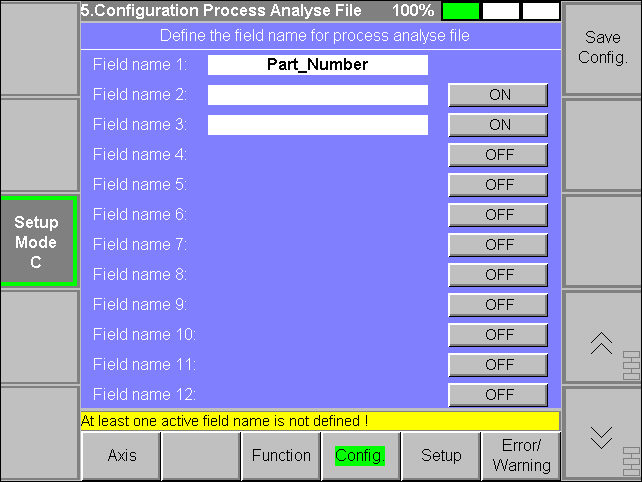 5.Configuration Process Analyse File 100%
Define the field name for process analyse file
Save
Config.
Field name 1: Part_Number
Field name 2: ON
Field name 3: ON
Field name 4: OFF
Field name 5: OFF
Field name 6: OFF
Setup
Mode
C
Field name 7: OFF
Field name 8: OFF
Field name 9: OFF
Field name 10: OFF
Field name 11: OFF
Field name 12: OFF
At least one active field name is not defined !
Axis
Function
Config.
Setup
Error/
Warning